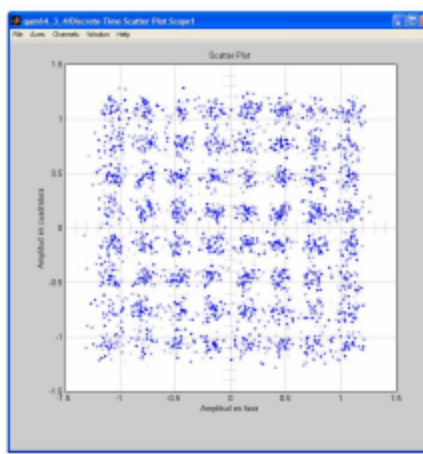 qam64_3_4/Discrete-Time Scatter Plot Scope1
File Axes Channels Window Help
Scatter Plot
Amplitud en cuadratura
1.5
1
0.5
0
-0.5
-1
-1.5
-1.5 -1 -0.5 0 0.5 1 1.5
Amplitud en fase